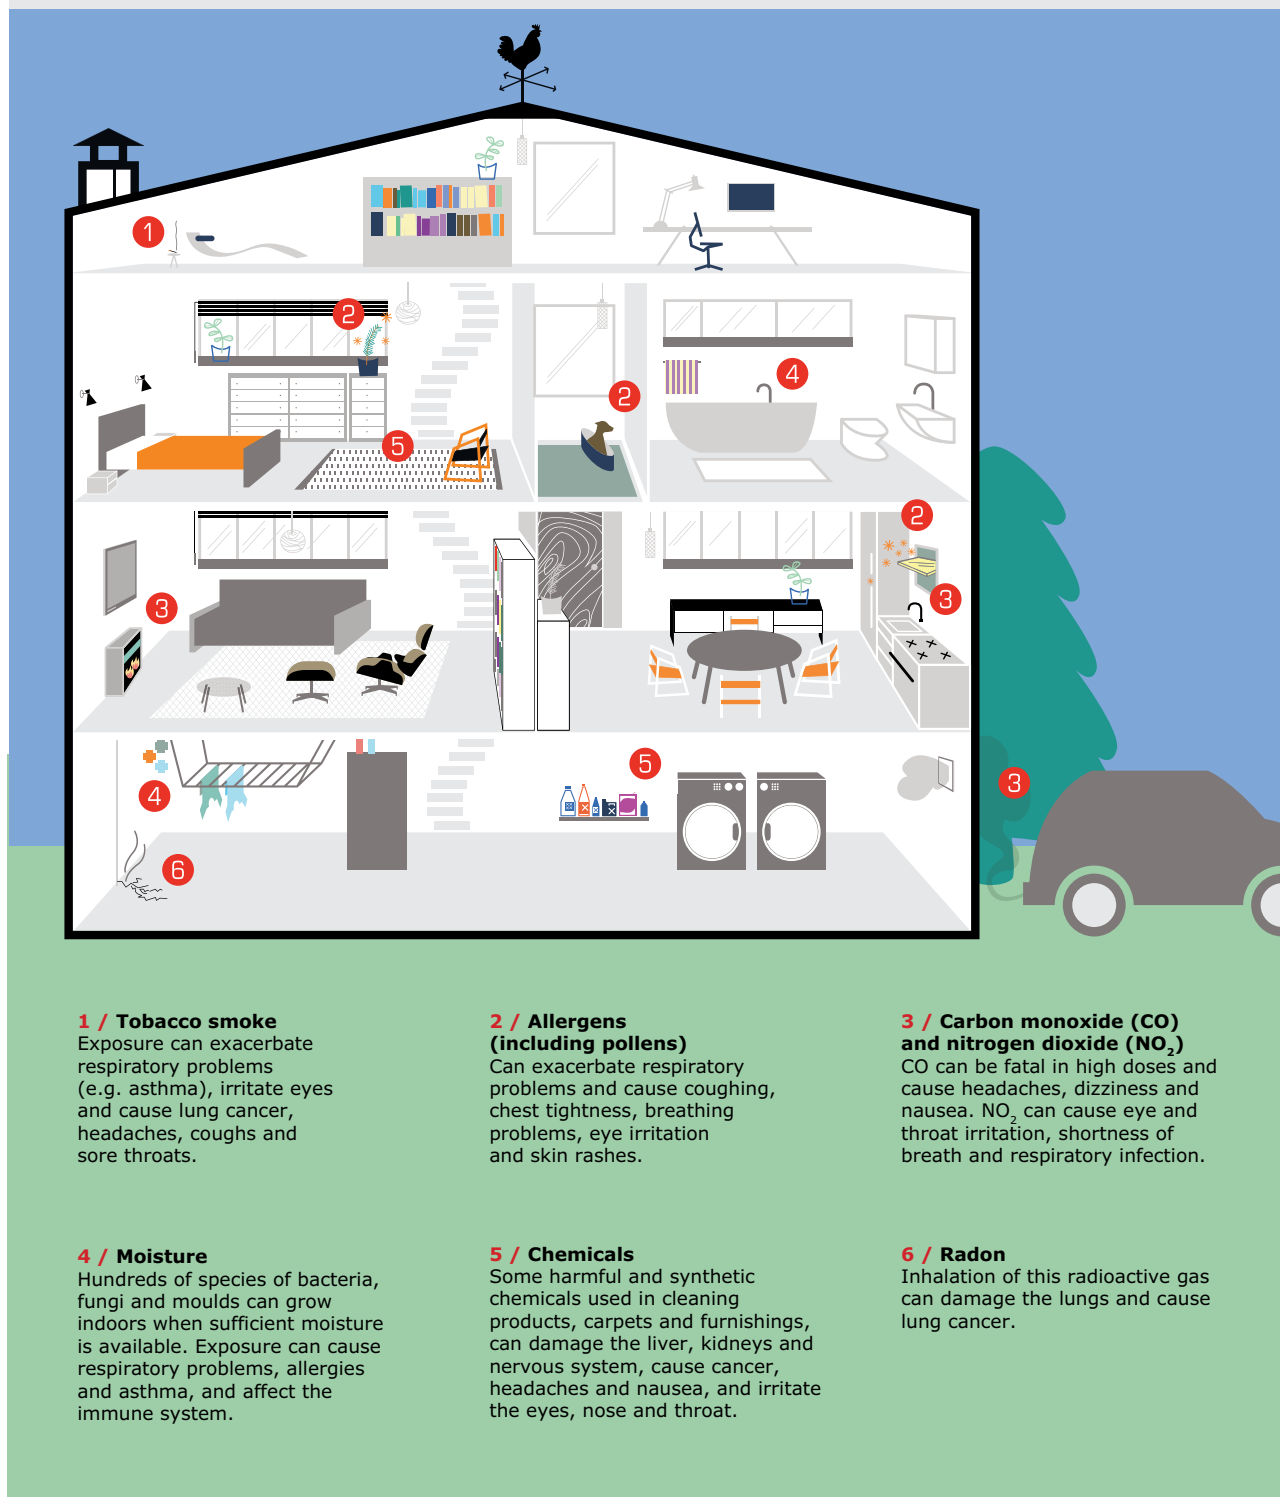 1
2
2
4
5
2
3
3
5
3
4
6
1 / Tobacco smoke
Exposure can exacerbate
respiratory problems
(e.g. asthma), irritate eyes
and cause lung cancer,
headaches, coughs and
sore throats.
2 / Allergens
(including pollens)
Can exacerbate respiratory
problems and cause coughing,
chest tightness, breathing
problems, eye irritation
and skin rashes.
3 / Carbon monoxide (CO)
and nitrogen dioxide (NO₂)
CO can be fatal in high doses and
cause headaches, dizziness and
nausea. NO₂ can cause eye and
throat irritation, shortness of
breath and respiratory infection.
4 / Moisture
Hundreds of species of bacteria,
fungi and moulds can grow
indoors when sufficient moisture
is available. Exposure can cause
respiratory problems, allergies
and asthma, and affect the
immune system.
5 / Chemicals
Some harmful and synthetic
chemicals used in cleaning
products, carpets and furnishings,
can damage the liver, kidneys and
nervous system, cause cancer,
headaches and nausea, and irritate
the eyes, nose and throat.
6 / Radon
Inhalation of this radioactive gas
can damage the lungs and cause
lung cancer.